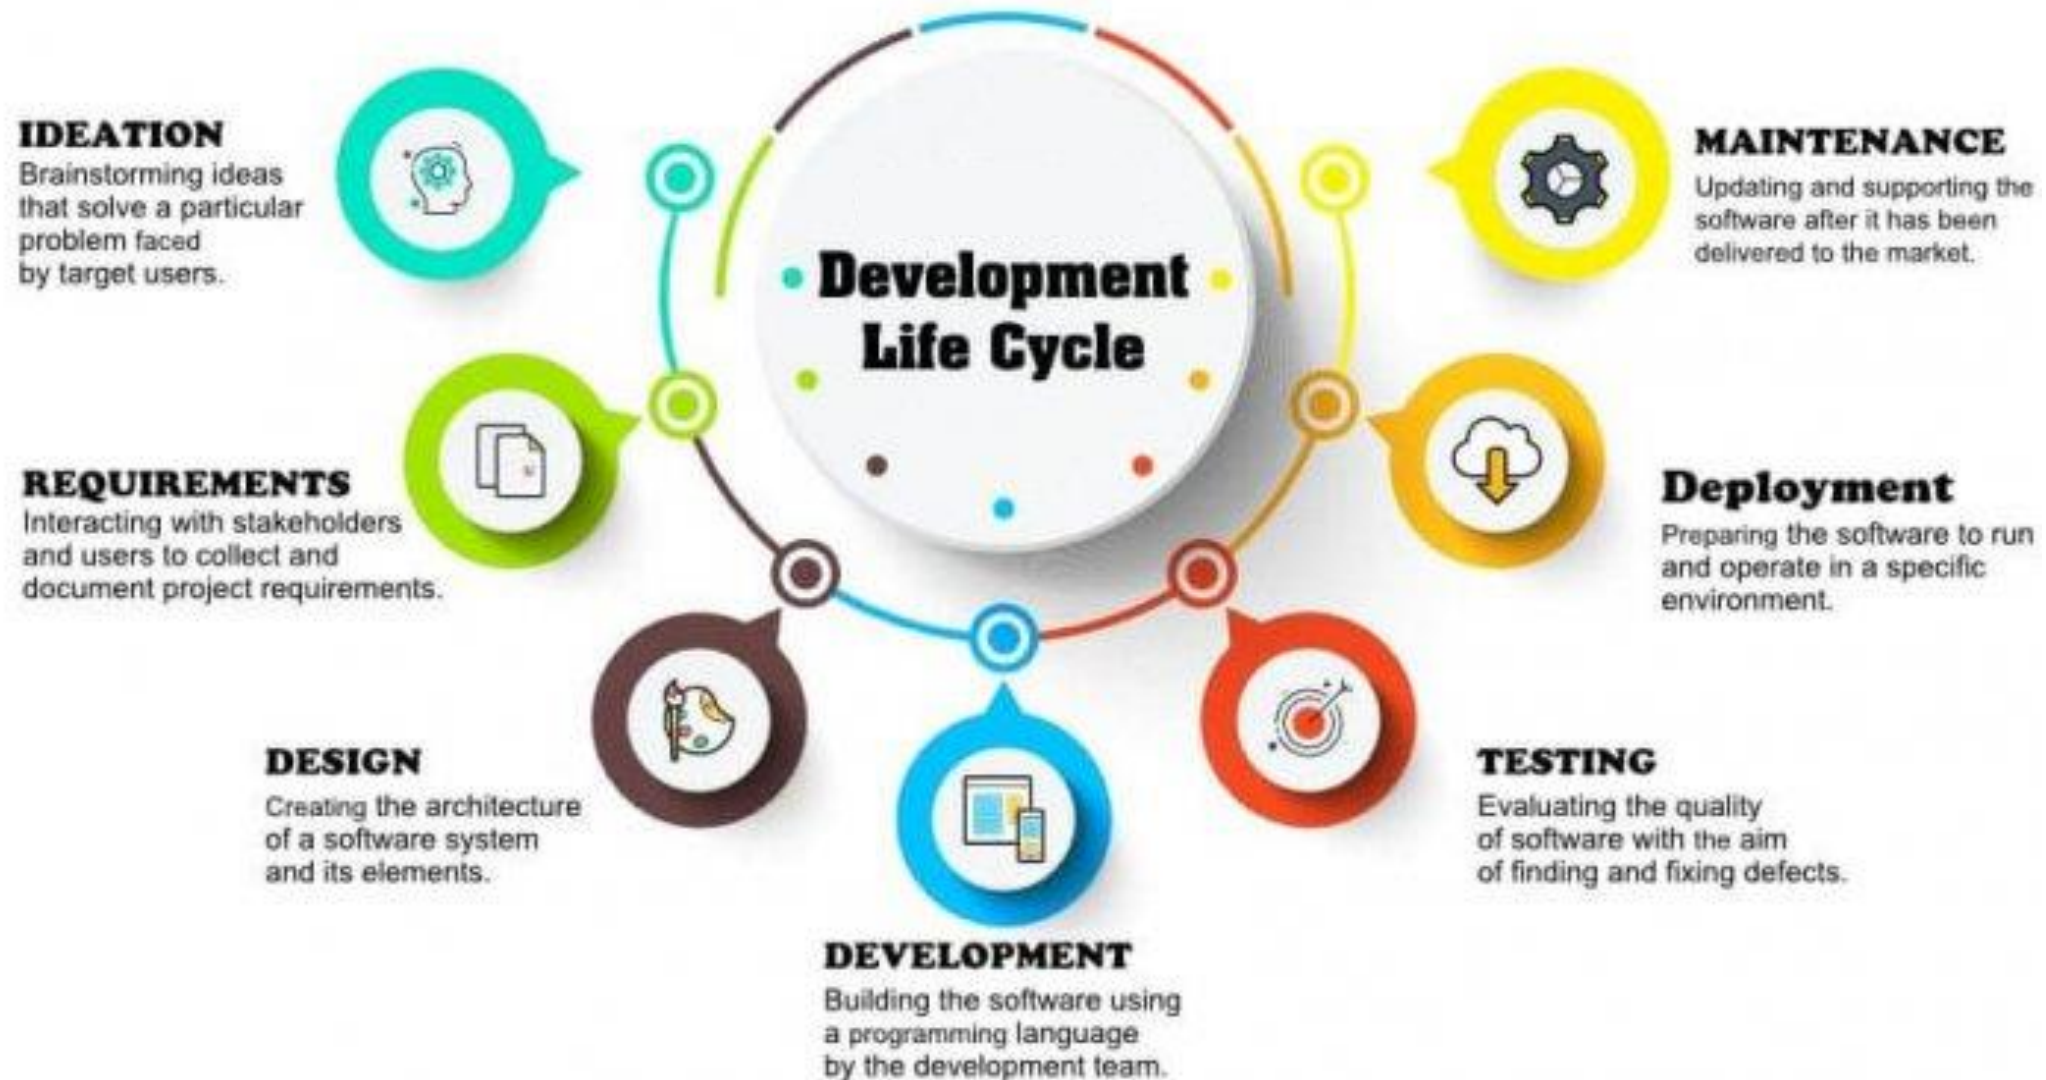 Development
Life Cycle
IDEATION
Brainstorming ideas
that solve a particular
problem faced
by target users.
REQUIREMENTS
Interacting with stakeholders
and users to collect and
document project requirements.
DESIGN
Creating the architecture
of a software system
and its elements.
DEVELOPMENT
Building the software using
a programming language
by the development team.
TESTING
Evaluating the quality
of software with the aim
of finding and fixing defects.
Deployment
Preparing the software to run
and operate in a specific
environment.
MAINTENANCE
Updating and supporting the
software after it has been
delivered to the market.